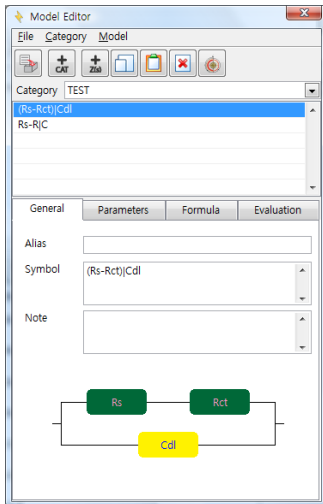 Model Editor
File Category Model
+ CAT + Z(s)
Category TEST
(Rs-Rct)|Cdl
Rs-R|C
General Parameters Formula Evaluation
Alias
Symbol (Rs-Rct)|Cdl
Note
Rs Rct
Cdl